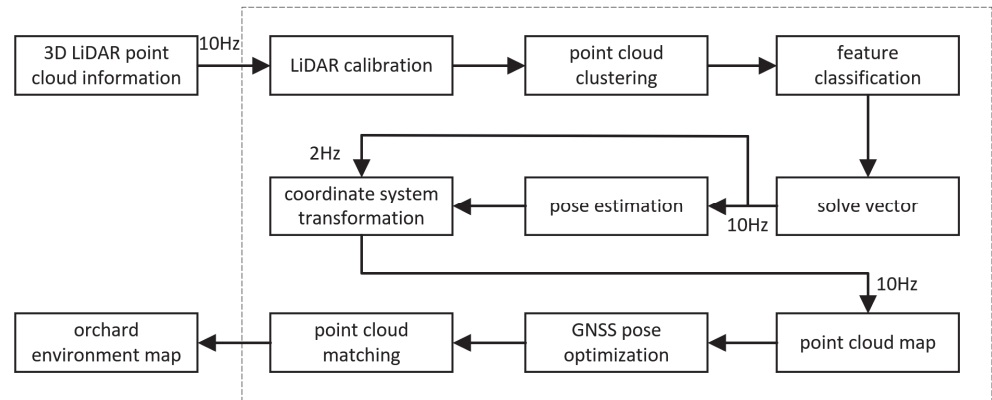 3D LiDAR point
cloud information
10Hz
LiDAR calibration
point cloud
clustering
feature
classification
2Hz
coordinate system
transformation
pose estimation
10Hz
solve vector
10Hz
orchard
environment map
point cloud
matching
GNSS pose
optimization
point cloud map